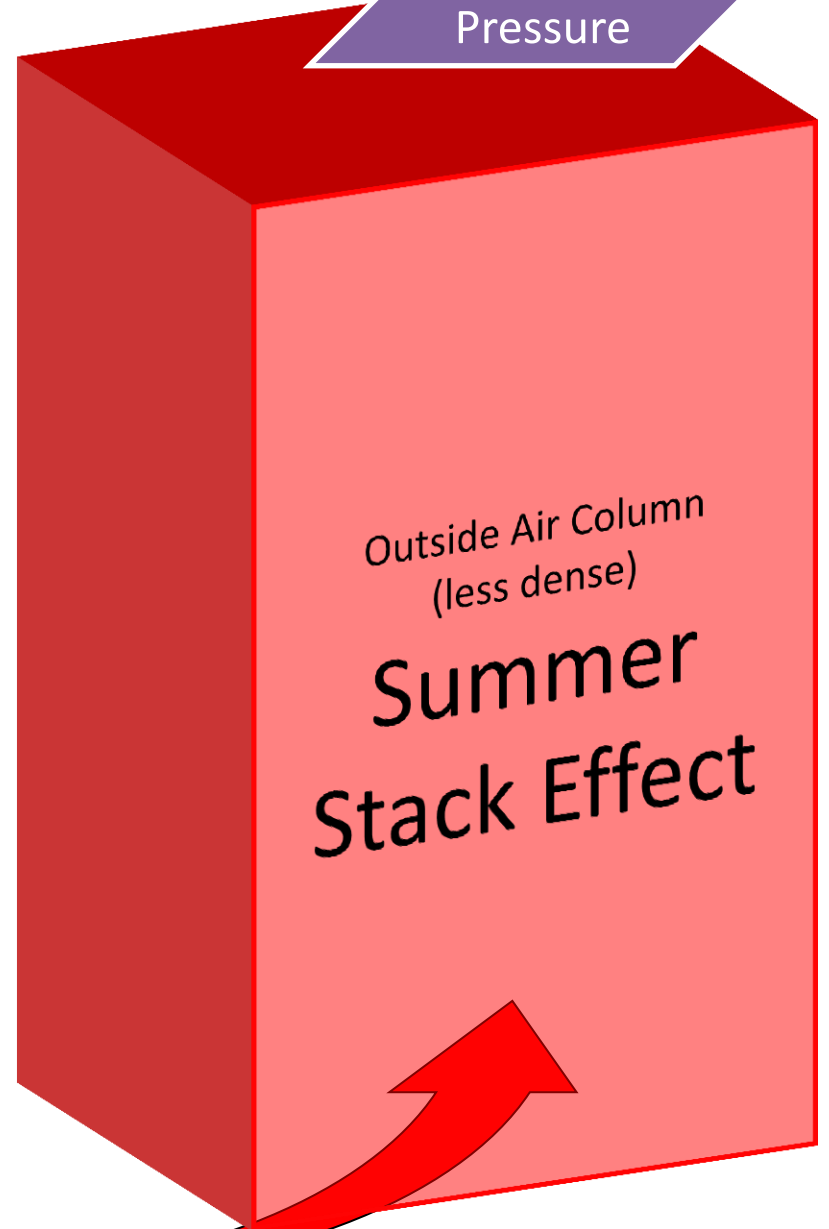 Pressure
Outside Air Column
(less dense)
Summer
Stack Effect